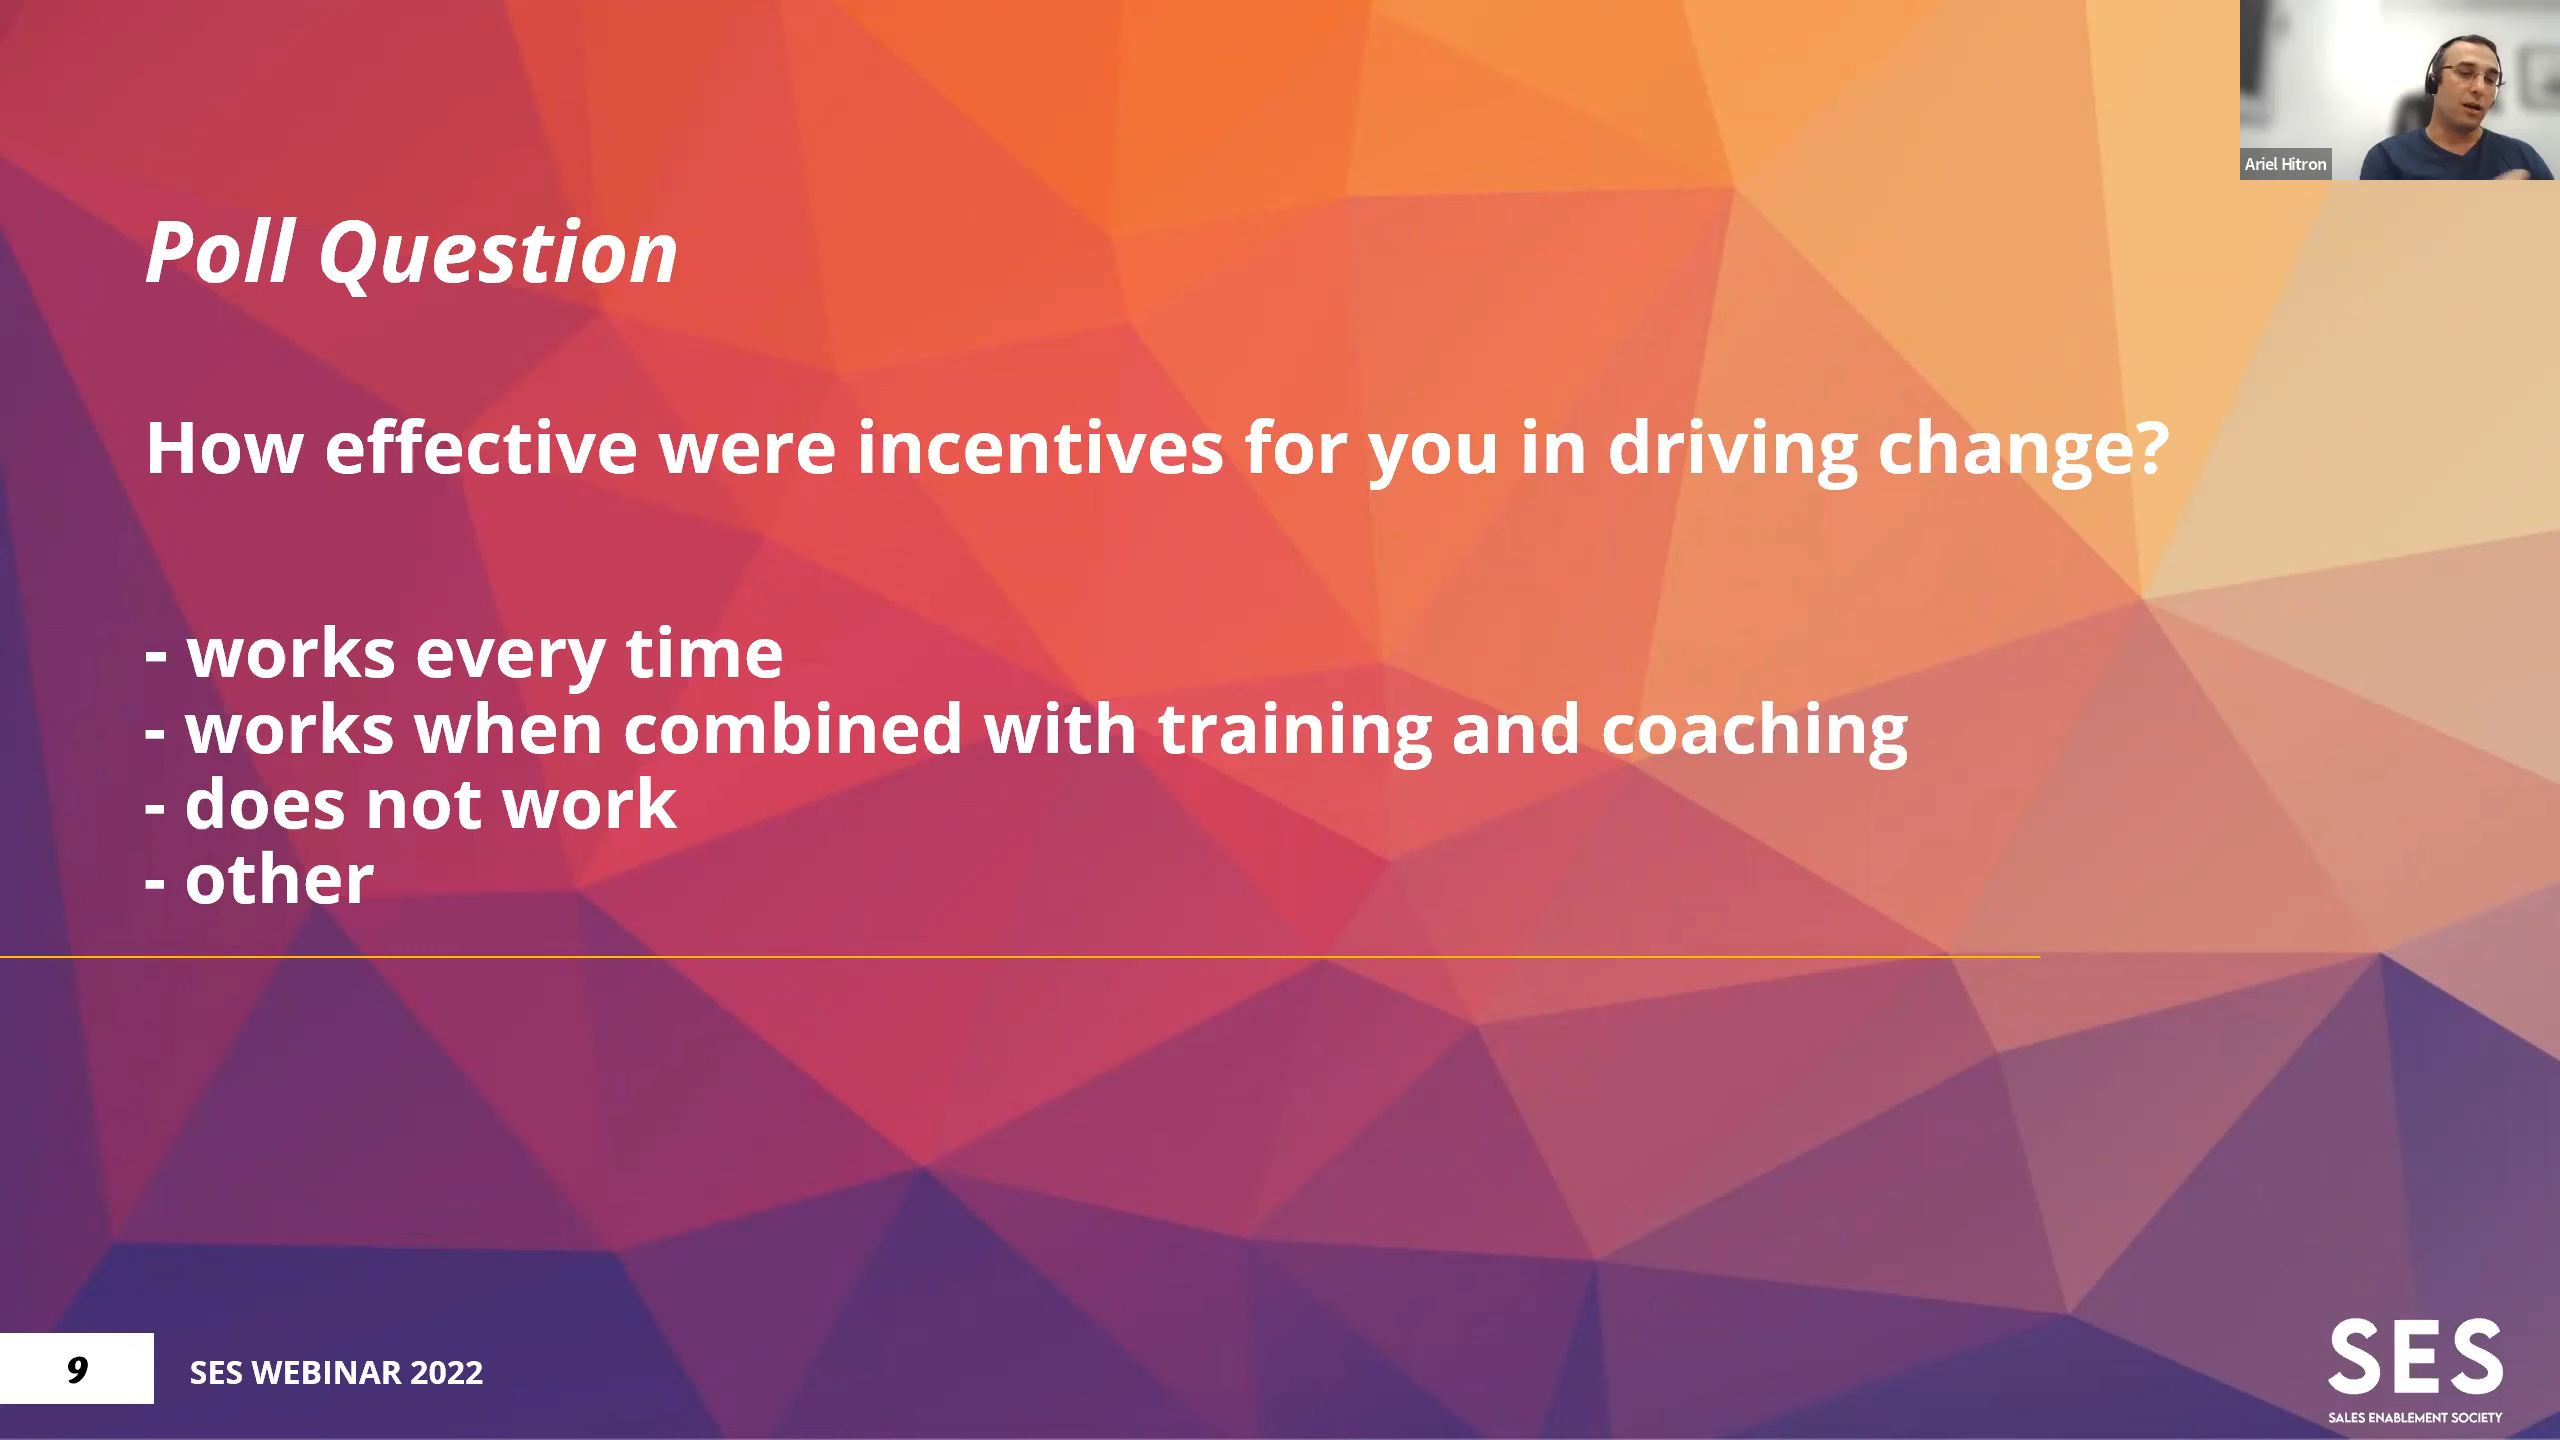 Ariel Hitron
Poll Question
How effective were incentives for you in driving change?
- works every time
- works when combined with training and coaching
- does not work
- other
9
SES WEBINAR 2022
SES
SALES ENABLEMENT SOCIETY